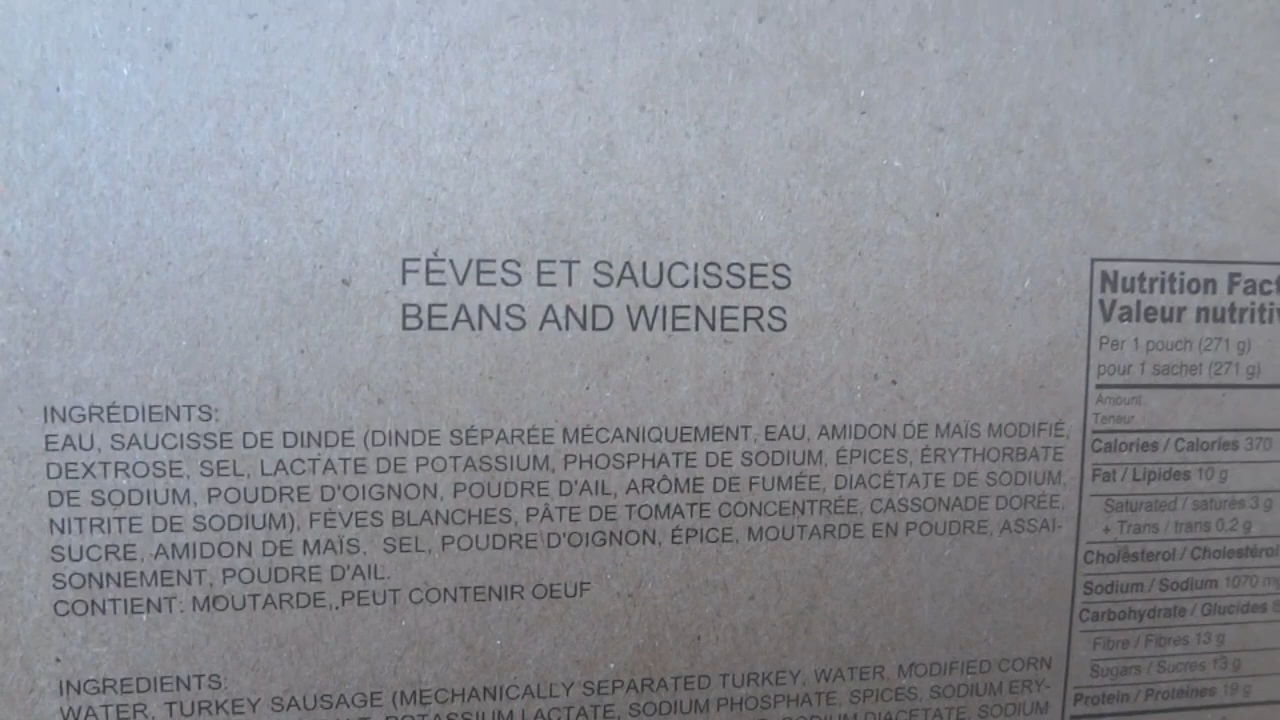 FÈVES ET SAUCISSES
BEANS AND WIENERS
INGRÉDIENTS:
EAU, SAUCISSE DE DINDE (DINDE SÉPARÉE MÉCANIQUEMENT, EAU, AMIDON DE MAÏS MODIFIÉ,
DEXTROSE, SEL, LACTATE DE POTASSIUM, PHOSPHATE DE SODIUM, ÉPICES, ÉRYTHORBATE
DE SODIUM, POUDRE D'OIGNON, POUDRE D'AIL, ARÔME DE FUMÉE, DIACÉTATE DE SODIUM,
NITRITE DE SODIUM), FÈVES BLANCHES, PÂTE DE TOMATE CONCENTRÉE, CASSONADE DORÉE,
SUCRE, AMIDON DE MAÏS, SEL, POUDRE D'OIGNON, ÉPICE, MOUTARDE EN POUDRE, ASSAI-
SONNEMENT, POUDRE D'AIL.
CONTIENT: MOUTARDE,,PEUT CONTENIR OEUF
INGREDIENTS:
WATER, TURKEY SAUSAGE (MECHANICALLY SEPARATED TURKEY, WATER, MODIFIED CORN
POTASSIUM LACTATE, SODIUM PHOSPHATE, SPICES, SODIUM ERY-
SODIUM DIACETATE, SODIUM
Nutrition Fact
Valeur nutritiv
Per 1 pouch (271 g)
pour 1 sachet (271 g)
Amount
Teneur
Calories / Calories 370
Fat / Lipides 10 g
Saturated / saturés 3 g
+ Trans / trans 0,2 g
Cholesterol / Cholestérol
Sodium / Sodium 1070 m
Carbohydrate / Glucides
Fibre / Fibres 13 g
Sugars / Sucres 13 g
Protein / Protéines 19 g